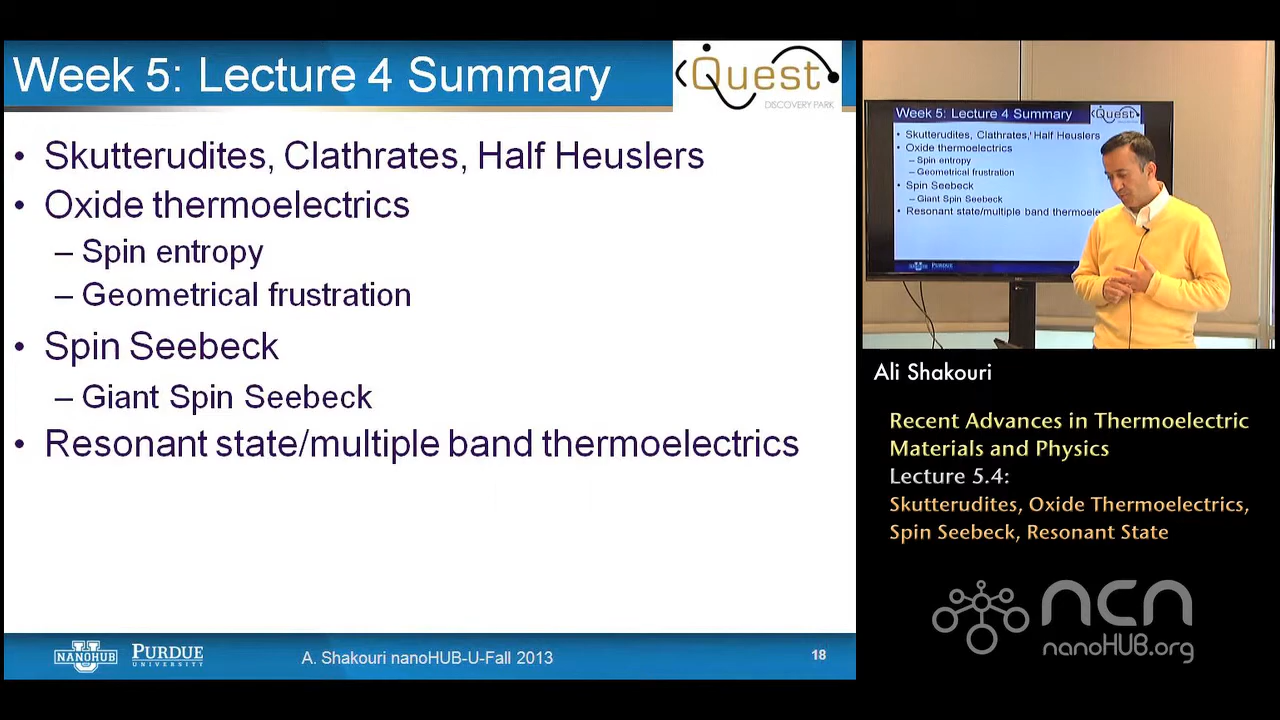 Week 5: Lecture 4 Summary
Quest
DISCOVERY PARK
• Skutterudites, Clathrates, Half Heuslers
• Oxide thermoelectrics
– Spin entropy
– Geometrical frustration
• Spin Seebeck
– Giant Spin Seebeck
• Resonant state/multiple band thermoelectrics
NANOHUB
U
PURDUE
UNIVERSITY
A. Shakouri nanoHUB-U-Fall 2013
18
Week 5: Lecture 4 Summary
Quest
• Skutterudites, Clathrates, Half Heuslers
• Oxide thermoelectrics
– Spin entropy
– Geometrical frustration
• Spin Seebeck
– Giant Spin Seebeck
• Resonant state/multiple band thermoele
PURDUE
Ali Shakouri
Recent Advances in Thermoelectric
Materials and Physics
Lecture 5.4:
Skutterudites, Oxide Thermoelectrics,
Spin Seebeck, Resonant State
ncn
nanoHUB.org